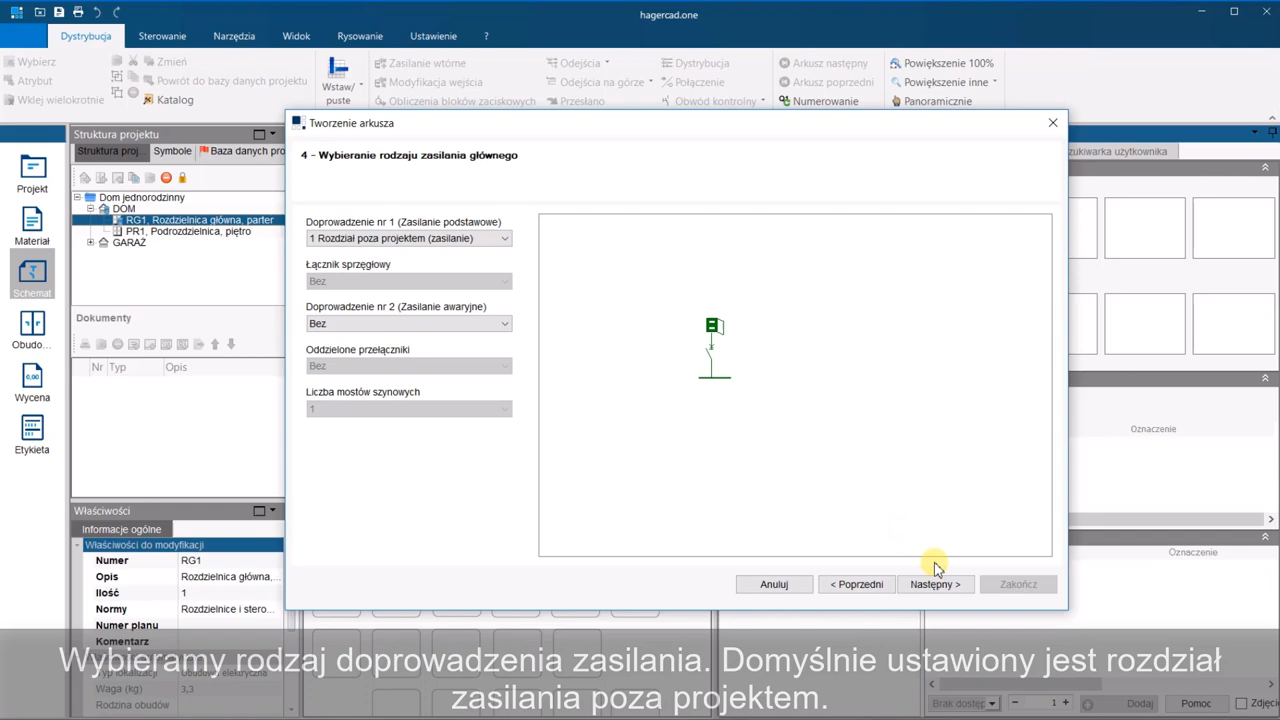 hagercad.one
Dystrybucja Sterowanie Narzędzia Widok Rysowanie Ustawienie ?
Wybierz
Atrybut
Wklej wielokrotnie
Zmień
Powrót do bazy danych projektu
Katalog
Wstaw/
puste
Zasilanie wtórne
Modyfikacja wejścia
Obliczenia bloków zaciskowych
Odejścia
Odejścia na górze
Przesłano
Dystrybucja
Połączenie
Obwód kontrolny
Arkusz następny
Arkusz poprzedni
Numerowanie
Powiększenie 100%
Powiększenie inne
Panoramicznie
Projekt
Materiał
Schemat
Obudo...
Wycena
Etykieta
Struktura projektu
Struktura proj... Symbole Baza danych pro
Dom jednorodzinny
DOM
RG1, Rozdzielnica główna, parter
PR1, Podrozdzielnica, piętro
GARAŻ
Dokumenty
Nr Typ Opis
Właściwości
Informacje ogólne
Właściwości do modyfikacji
Numer RG1
Opis Rozdzielnica główna,...
Ilość 1
Normy Rozdzielnice i stero...
Numer planu
Komentarz
Typ lokalizacji Obudowy elektryczne
Waga (kg) 3,3
Rodzina obudów
Tworzenie arkusza
4 - Wybieranie rodzaju zasilania głównego
Doprowadzenie nr 1 (Zasilanie podstawowe)
1 Rozdział poza projektem (zasilanie)
Łącznik sprzęgłowy
Bez
Doprowadzenie nr 2 (Zasilanie awaryjne)
Bez
Oddzielone przełączniki
Bez
Liczba mostów szynowych
1
Anuluj < Poprzedni Następny > Zakończ
zukiwarka użytkownika
Oznaczenie
Oznaczenie
Brak dostęp 1 Dodaj Pomoc Zdjęcie
Wybieramy rodzaj doprowadzenia zasilania. Domyślnie ustawiony jest rozdział
zasilania poza projektem.